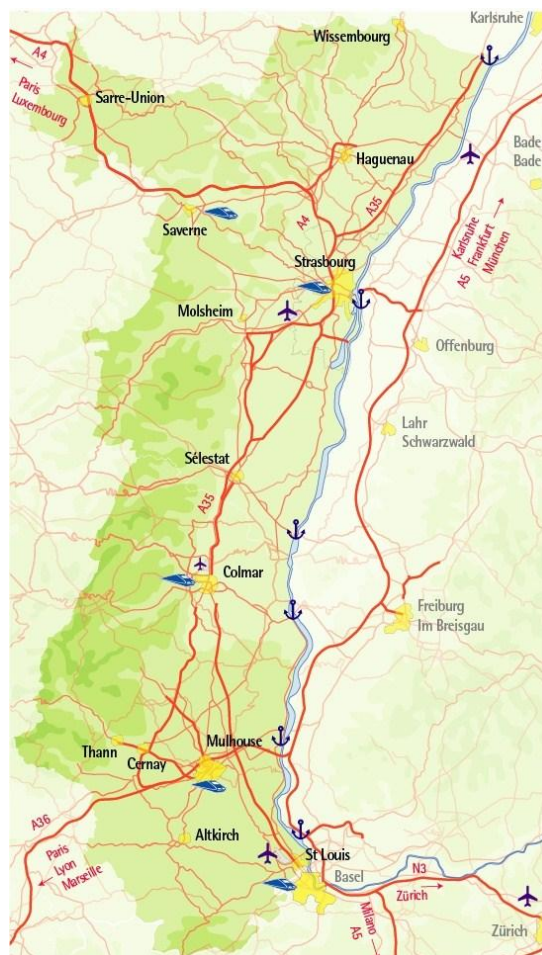 Karlsruhe
Wissembourg
A4
Paris
Luxembourg
Sarre-Union
Haguenau
Bade
Bade
A35
Saverne
A4
Karlsruhe
Frankfurt
München
A5
Strasbourg
Molsheim
Offenburg
Lahr
Schwarzwald
Sélestat
A35
Colmar
Freiburg
Im Breisgau
Thann
Cernay
Mulhouse
A36
Paris
Lyon
Marseille
Altkirch
St Louis
Basel
N3
Zürich
Milano
A5
Zürich